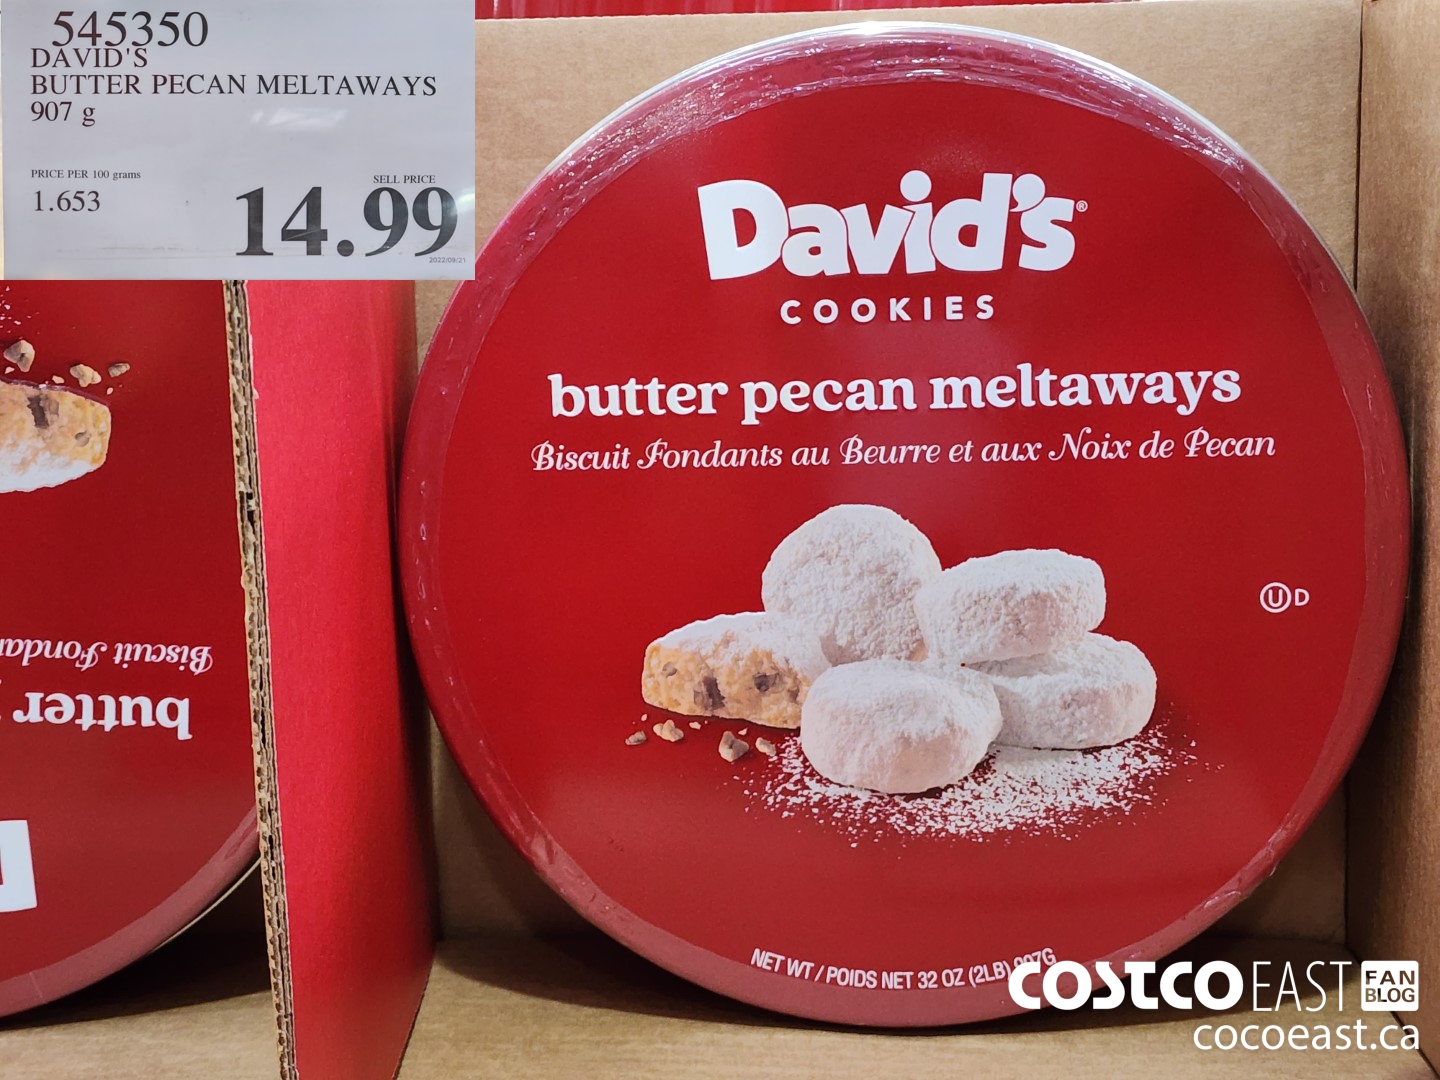 545350
DAVID'S
BUTTER PECAN MELTAWAYS
907 g
PRICE PER 100 grams
SELL PRICE
1.653
14.99
2022/09/21
David's®
COOKIES
butter pecan meltaways
Biscuit Fondants au Beurre et aux Noix de Pecan
U D
NET WT / POIDS NET 32 OZ (2LB) 907G
Biscuit Fondan
butter
COSTCO EAST FAN BLOG
cocoeast.ca